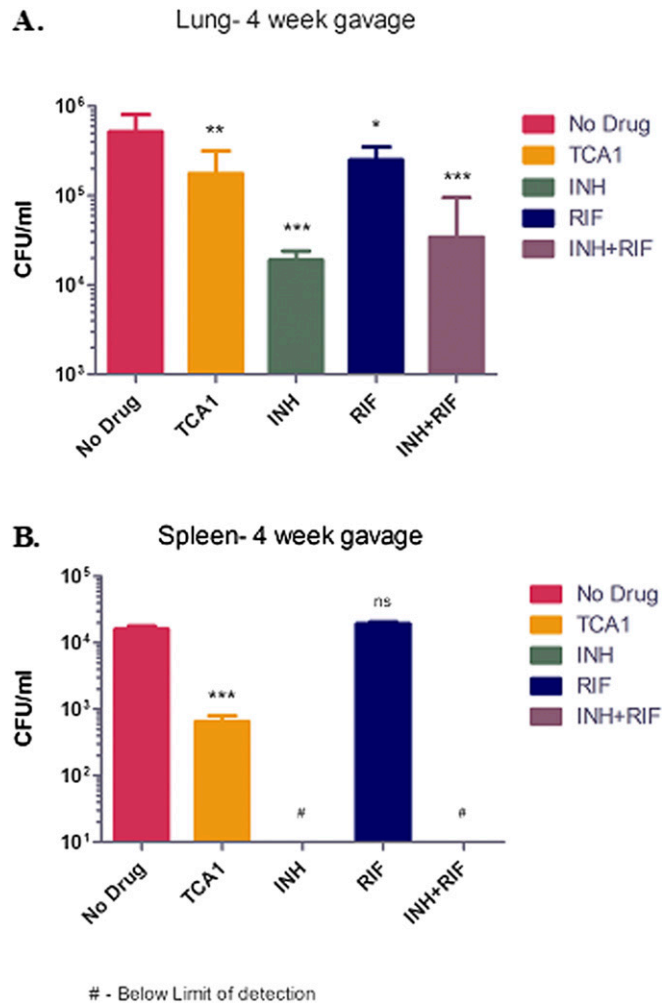 A. Lung- 4 week gavage
10⁶
10⁵
10⁴
10³
CFU/ml
**
***
*
***
No Drug
TCA1
INH
RIF
INH+RIF
No Drug
TCA1
INH
RIF
INH+RIF
B. Spleen- 4 week gavage
10⁵
10⁴
10³
10²
10¹
CFU/ml
***
#
ns
#
No Drug
TCA1
INH
RIF
INH+RIF
No Drug
TCA1
INH
RIF
INH+RIF
# - Below Limit of detection